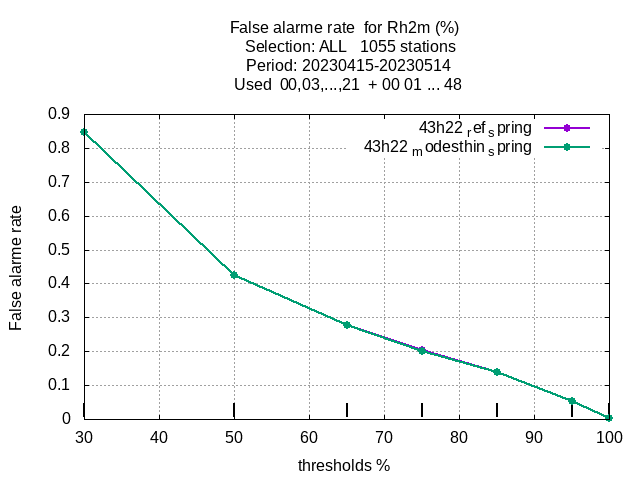 False alarme rate  for Rh2m (%)
Selection: ALL   1055 stations
Period: 20230415-20230514
Used  00,03,...,21  + 00 01 ... 48
43h22 ref spring
43h22 modesthin spring
0.9
0.8
0.7
0.6
0.5
0.4
0.3
0.2
0.1
0
False alarme rate
30 40 50 60 70 80 90 100
thresholds %